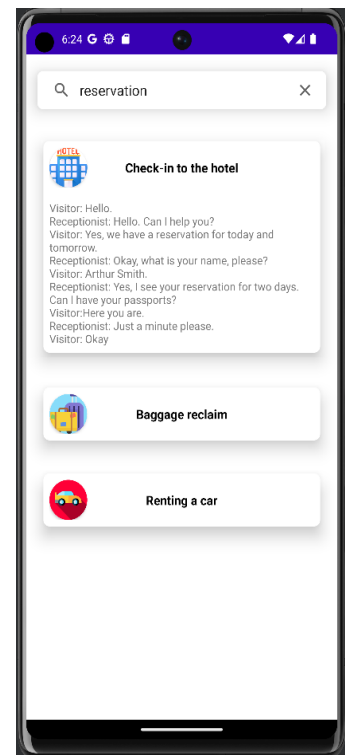 6:24 G
reservation
HOTEL
Check-in to the hotel
Visitor: Hello.
Receptionist: Hello. Can I help you?
Visitor: Yes, we have a reservation for today and
tomorrow.
Receptionist: Okay, what is your name, please?
Visitor: Arthur Smith.
Receptionist: Yes, I see your reservation for two days.
Can I have your passports?
Visitor:Here you are.
Receptionist: Just a minute please.
Visitor: Okay
Baggage reclaim
Renting a car